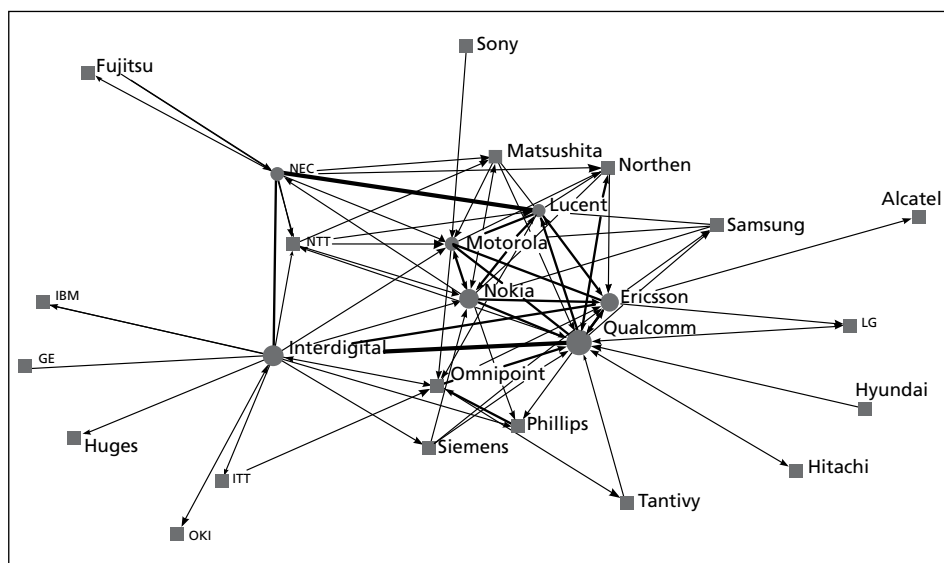 Sony
Fujitsu
Matsushita
Northen
NEC
Lucent
Alcatel
Samsung
NTT
Motorola
Nokia
Ericsson
IBM
LG
Qualcomm
Interdigital
GE
Omnipoint
Hyundai
Phillips
Huges
Siemens
Hitachi
ITT
Tantivy
OKI